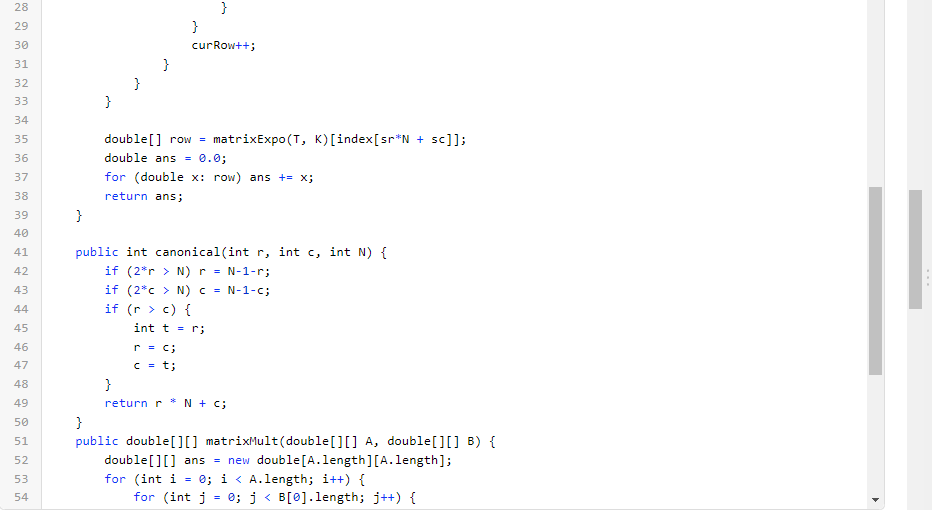 28                            }
29                        }
30                        curRow++;
31                    }
32                }
33            }
34
35            double[] row = matrixExpo(T, K)[index[sr*N + sc]];
36            double ans = 0.0;
37            for (double x: row) ans += x;
38            return ans;
39        }
40
41        public int canonical(int r, int c, int N) {
42            if (2*r > N) r = N-1-r;
43            if (2*c > N) c = N-1-c;
44            if (r > c) {
45                int t = r;
46                r = c;
47                c = t;
48            }
49            return r * N + c;
50        }
51        public double[][] matrixMult(double[][] A, double[][] B) {
52            double[][] ans = new double[A.length][A.length];
53            for (int i = 0; i < A.length; i++) {
54                for (int j = 0; j < B[0].length; j++) {